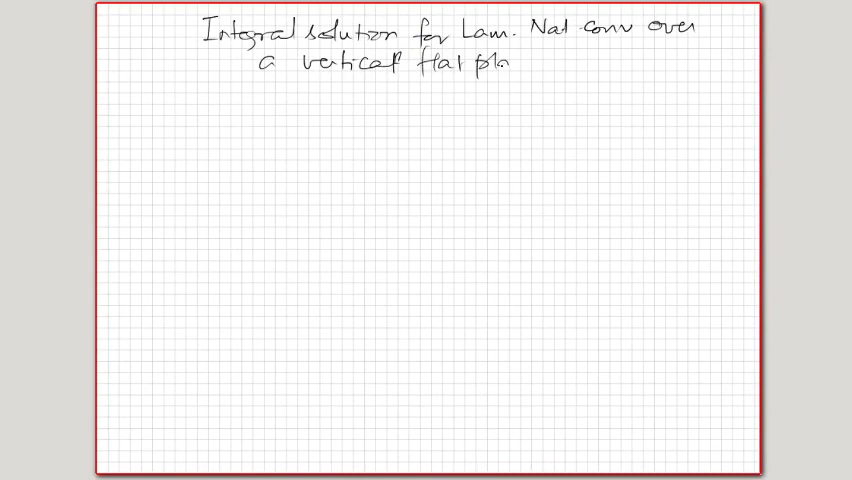 Integral solution for Lam. Nat conv over
a vertical flat pla